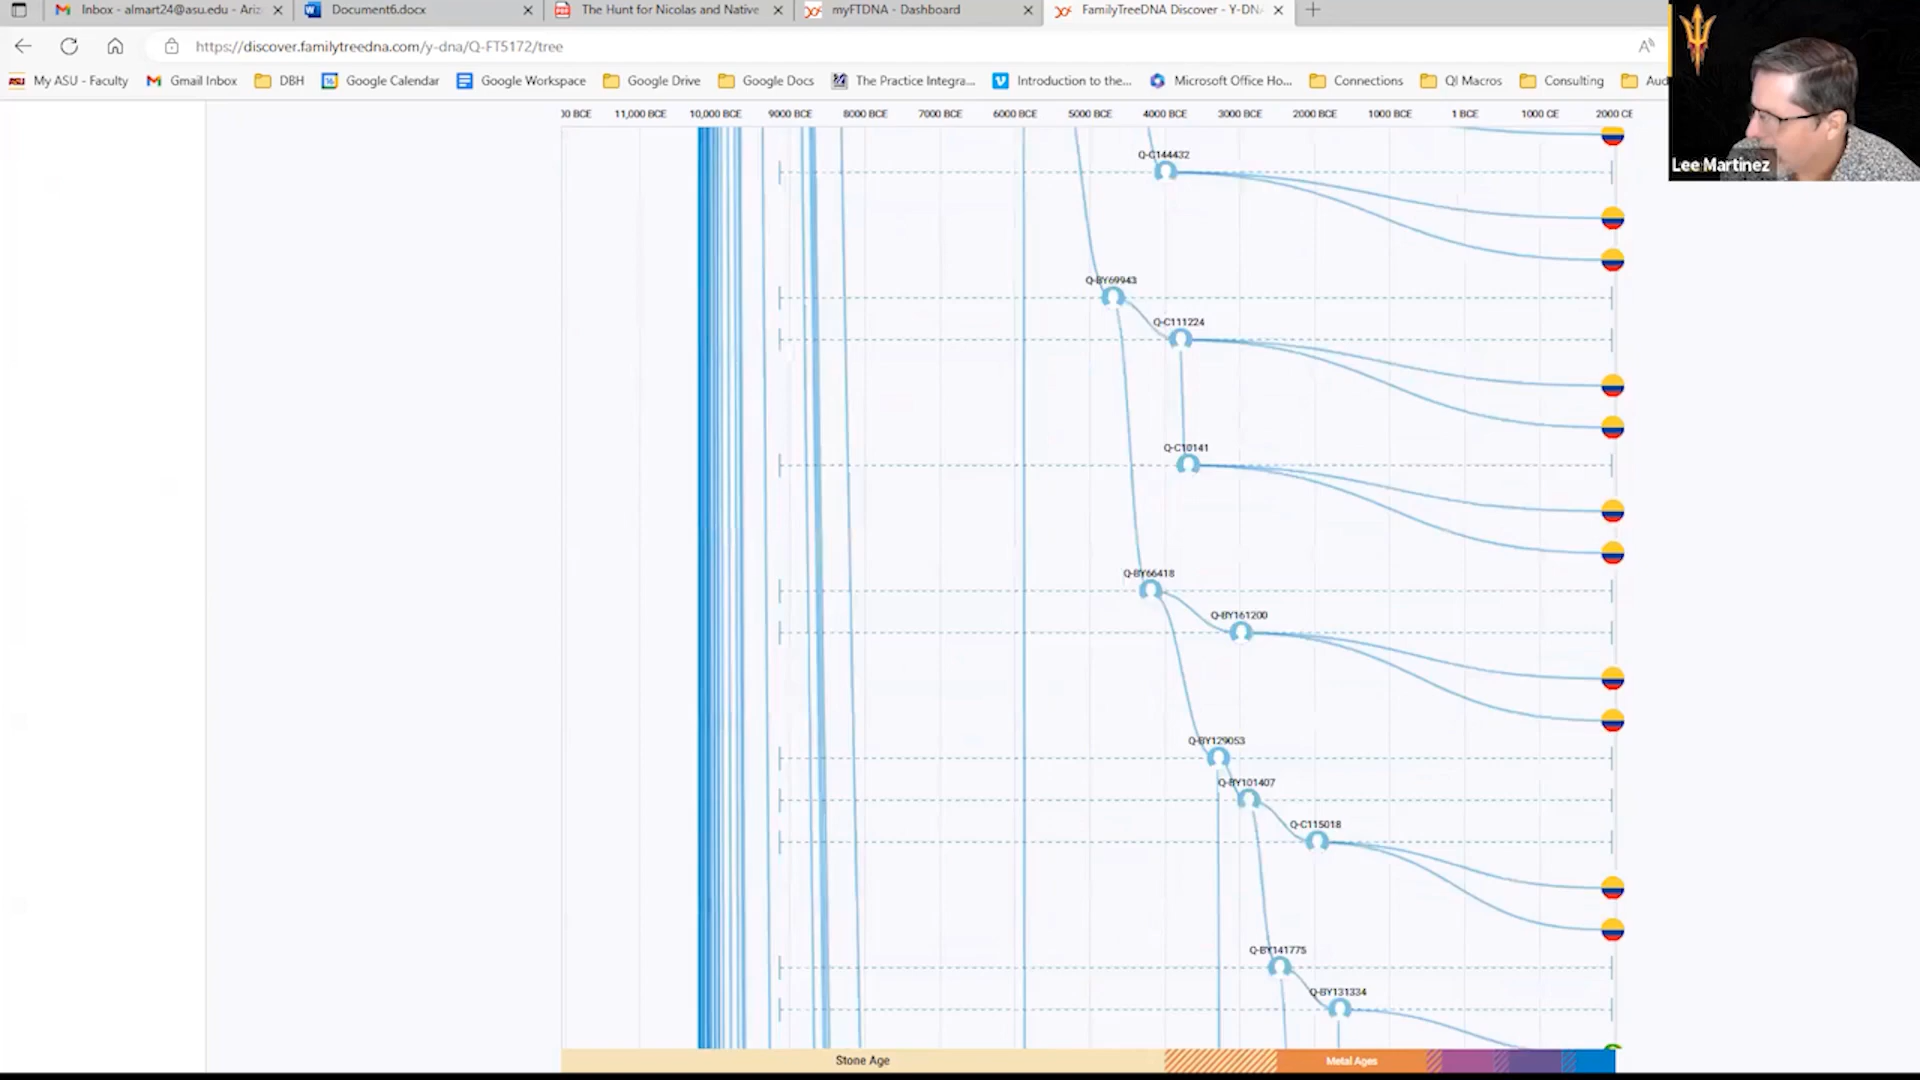 Inbox - almart24@asu.edu - Ariz
Document6.docx
The Hunt for Nicolas and Native
myFTDNA - Dashboard
FamilyTreeDNA Discover - Y-DN
https://discover.familytreedna.com/y-dna/Q-FT5172/tree
My ASU - Faculty
Gmail Inbox
DBH
Google Calendar
Google Workspace
Google Drive
Google Docs
The Practice Integra...
Introduction to the...
Microsoft Office Ho...
Connections
QI Macros
Consulting
Aud
Lee Martinez
00 BCE 11,000 BCE 10,000 BCE 9000 BCE 8000 BCE 7000 BCE 6000 BCE 5000 BCE 4000 BCE 3000 BCE 2000 BCE 1000 BCE 1 BCE 1000 CE 2000 CE
Q-C144432
Q-BY69943
Q-C111224
Q-C10141
Q-BY66418
Q-BY161200
Q-BY129053
Q-BY101407
Q-C115018
Q-BY141775
Q-BY131334
Stone Age
Metal Ages